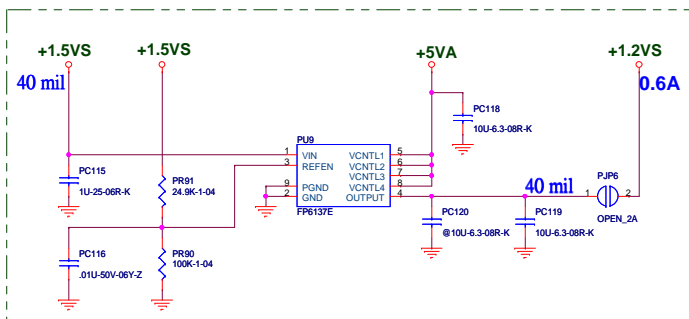 +1.5VS
+1.5VS
+5VA
+1.2VS
40 mil
0.6A
PC118
10U-6.3-08R-K
PU9
1 VIN VCNTL1 5
3 REFEN VCNTL2 6
VCNTL3 7
9 PGND VCNTL4 8
2 GND OUTPUT 4
FP6137E
PC115
1U-25-06R-K
PR91
24.9K-1-04
40 mil
1 PJP6 2
OPEN_2A
PC120
@10U-6.3-08R-K
PC119
10U-6.3-08R-K
PC116
.01U-50V-06Y-Z
PR90
100K-1-04